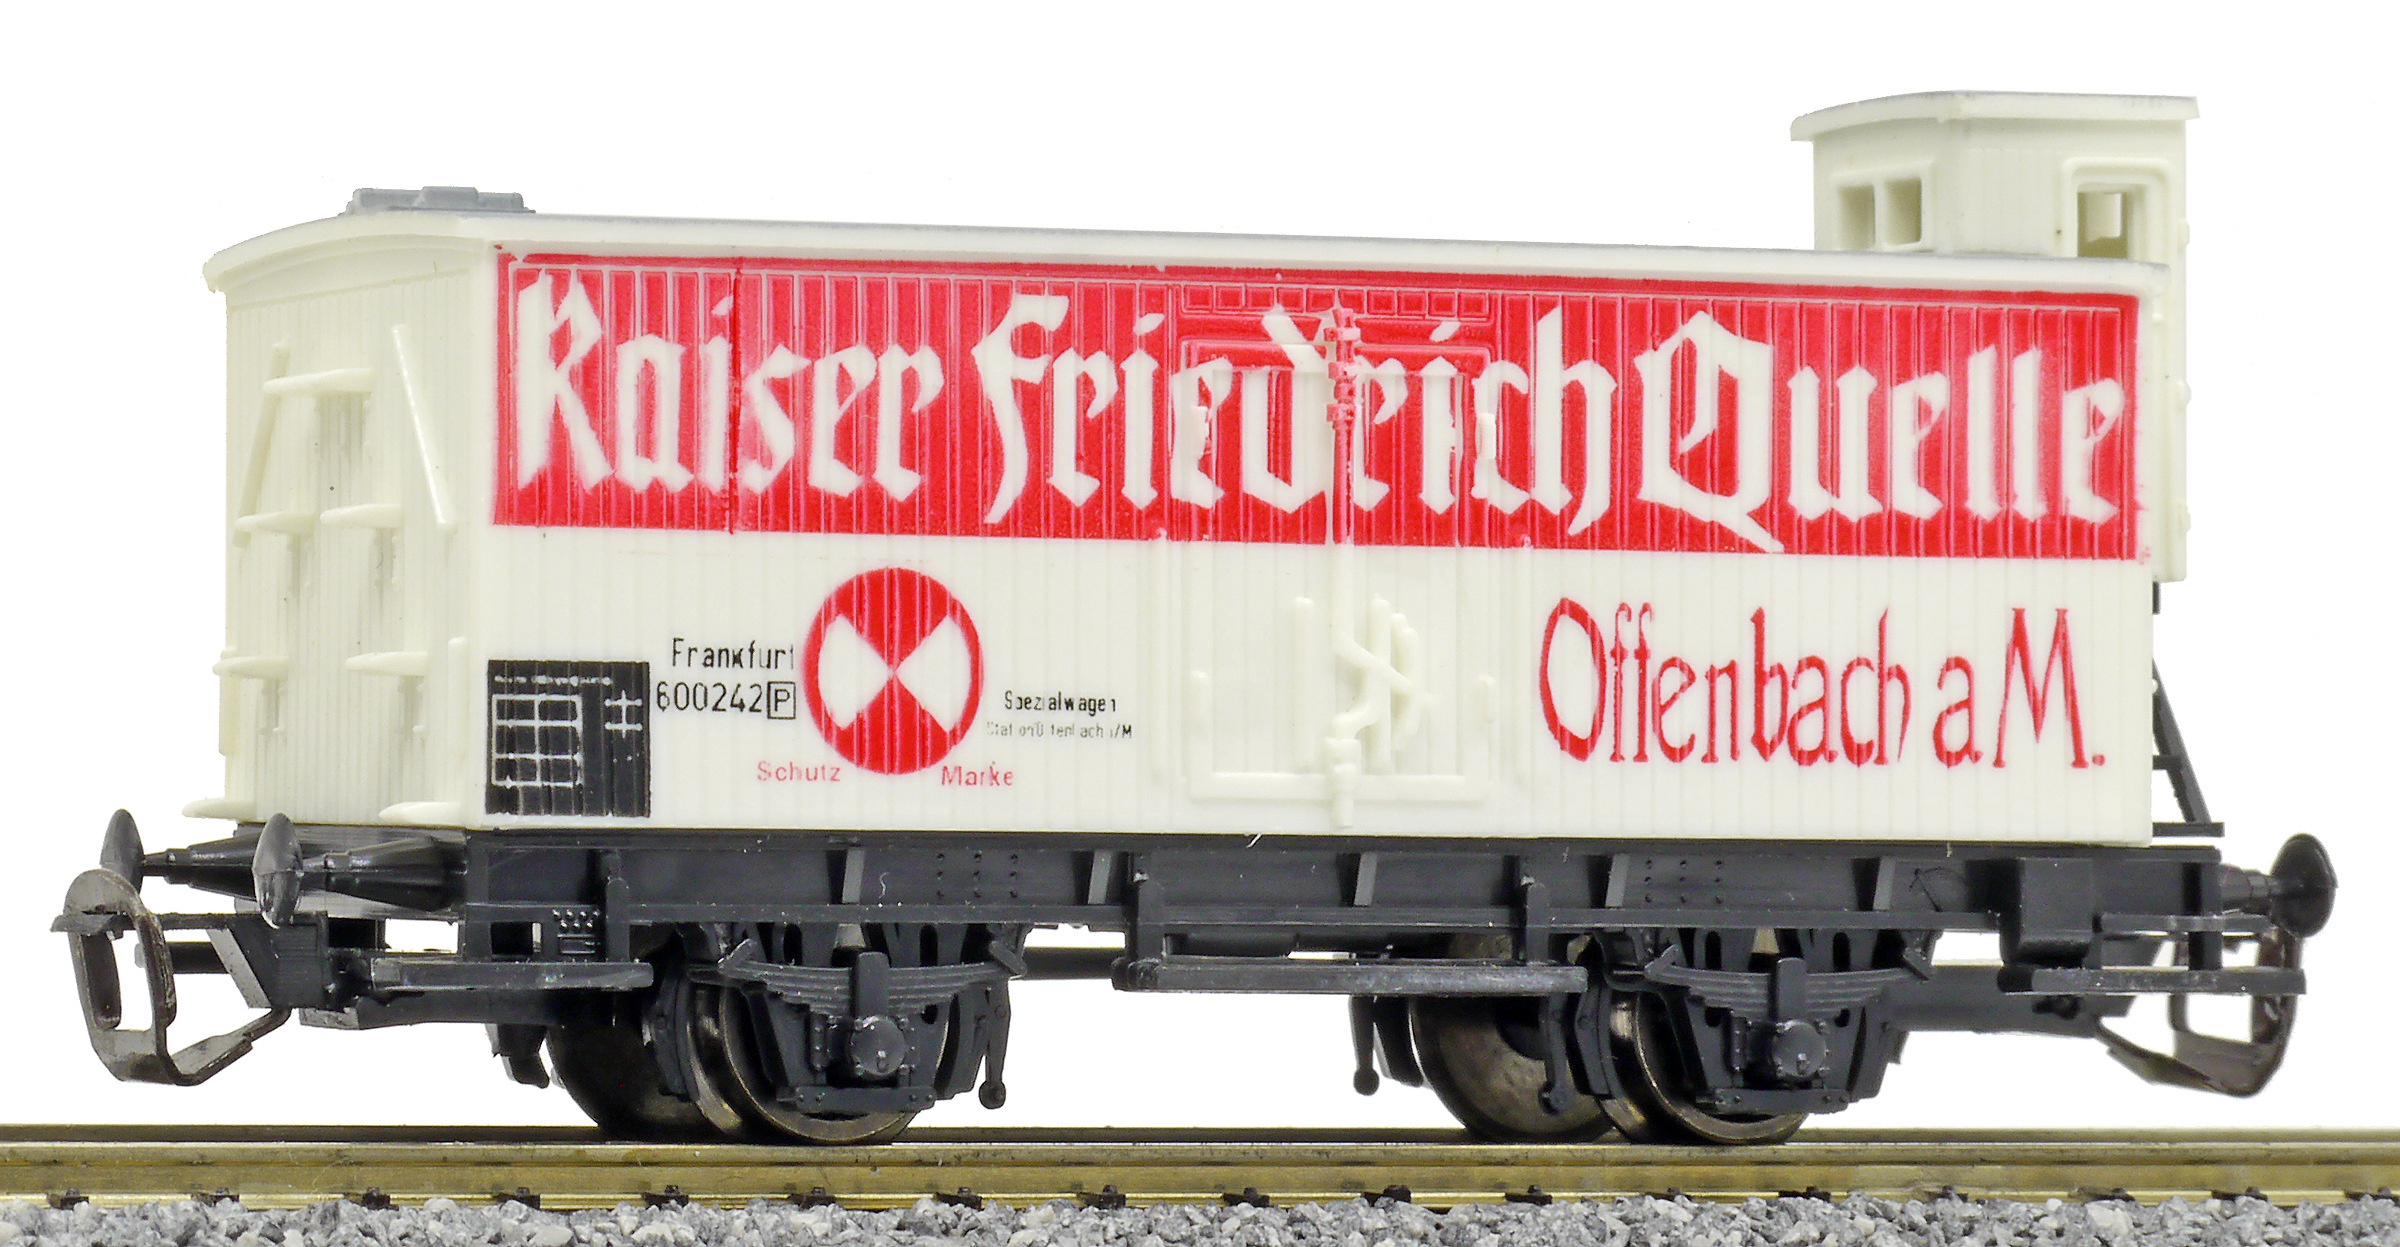 Kaiser Friedrich Quelle
Offenbach a M.
Frankfurt
600242 P
Schutz Marke
Spezialwagen